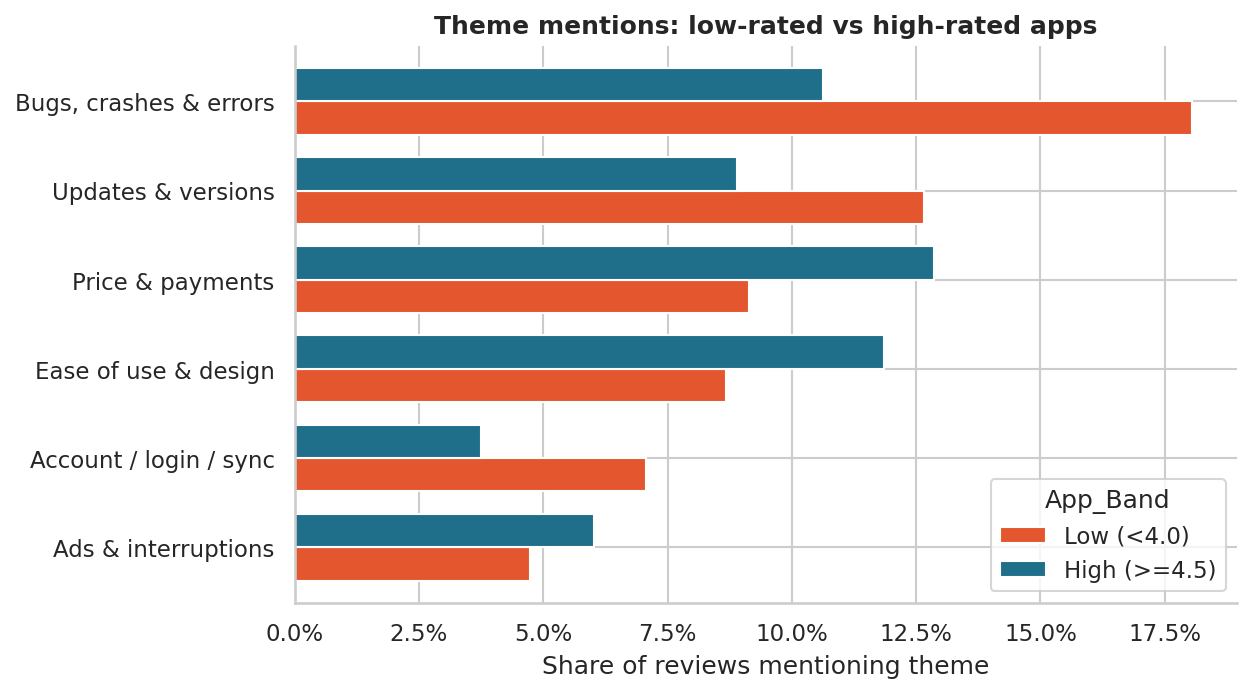 Theme mentions: low-rated vs high-rated apps
Bugs, crashes & errors
Updates & versions
Price & payments
Ease of use & design
Account / login / sync
Ads & interruptions
App_Band
Low (<4.0)
High (>=4.5)
0.0% 2.5% 5.0% 7.5% 10.0% 12.5% 15.0% 17.5%
Share of reviews mentioning theme